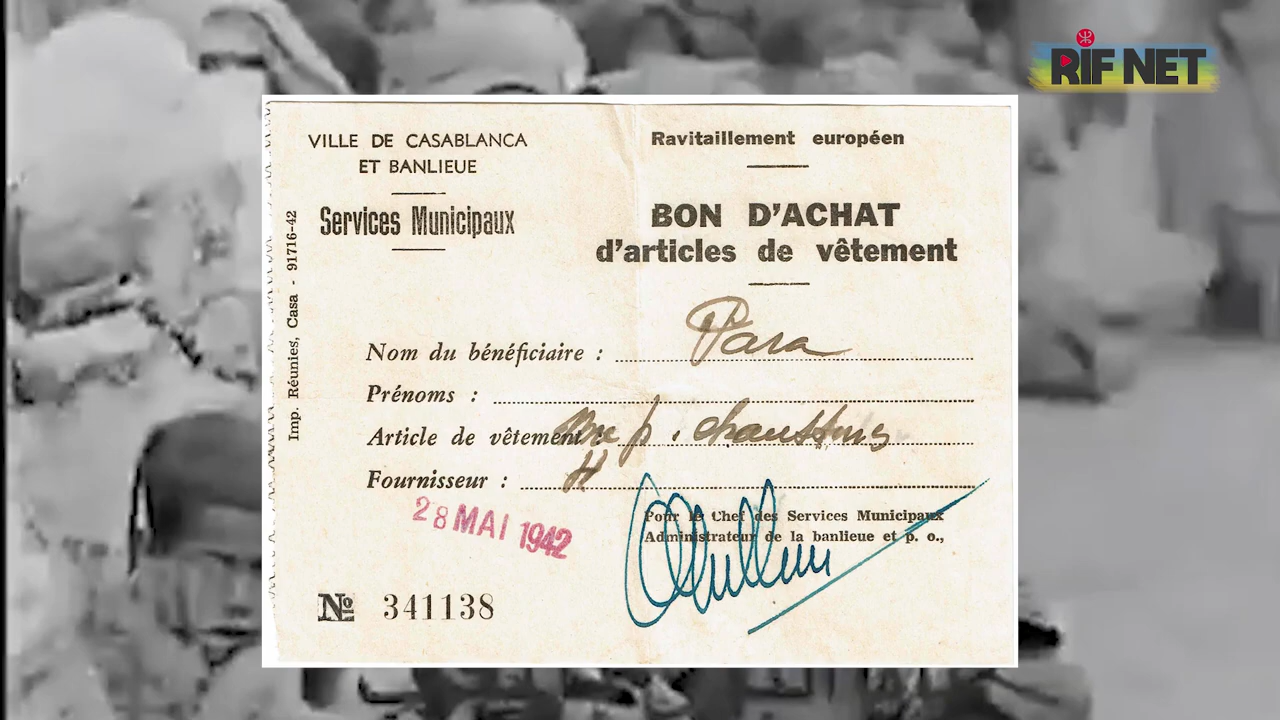 RIF NET
VILLE DE CASABLANCA
ET BANLIEUE
Services Municipaux
Ravitaillement européen
BON D'ACHAT
d'articles de vêtement
Imp. Réunies, Casa - 91716-42
Nom du bénéficiaire : Para
Prénoms :
Article de vêtement : p.
Fournisseur : H
28 MAI 1942
Pour le Chef des Services Municipaux
Administrateur de la banlieue et p. o.,
No 341138